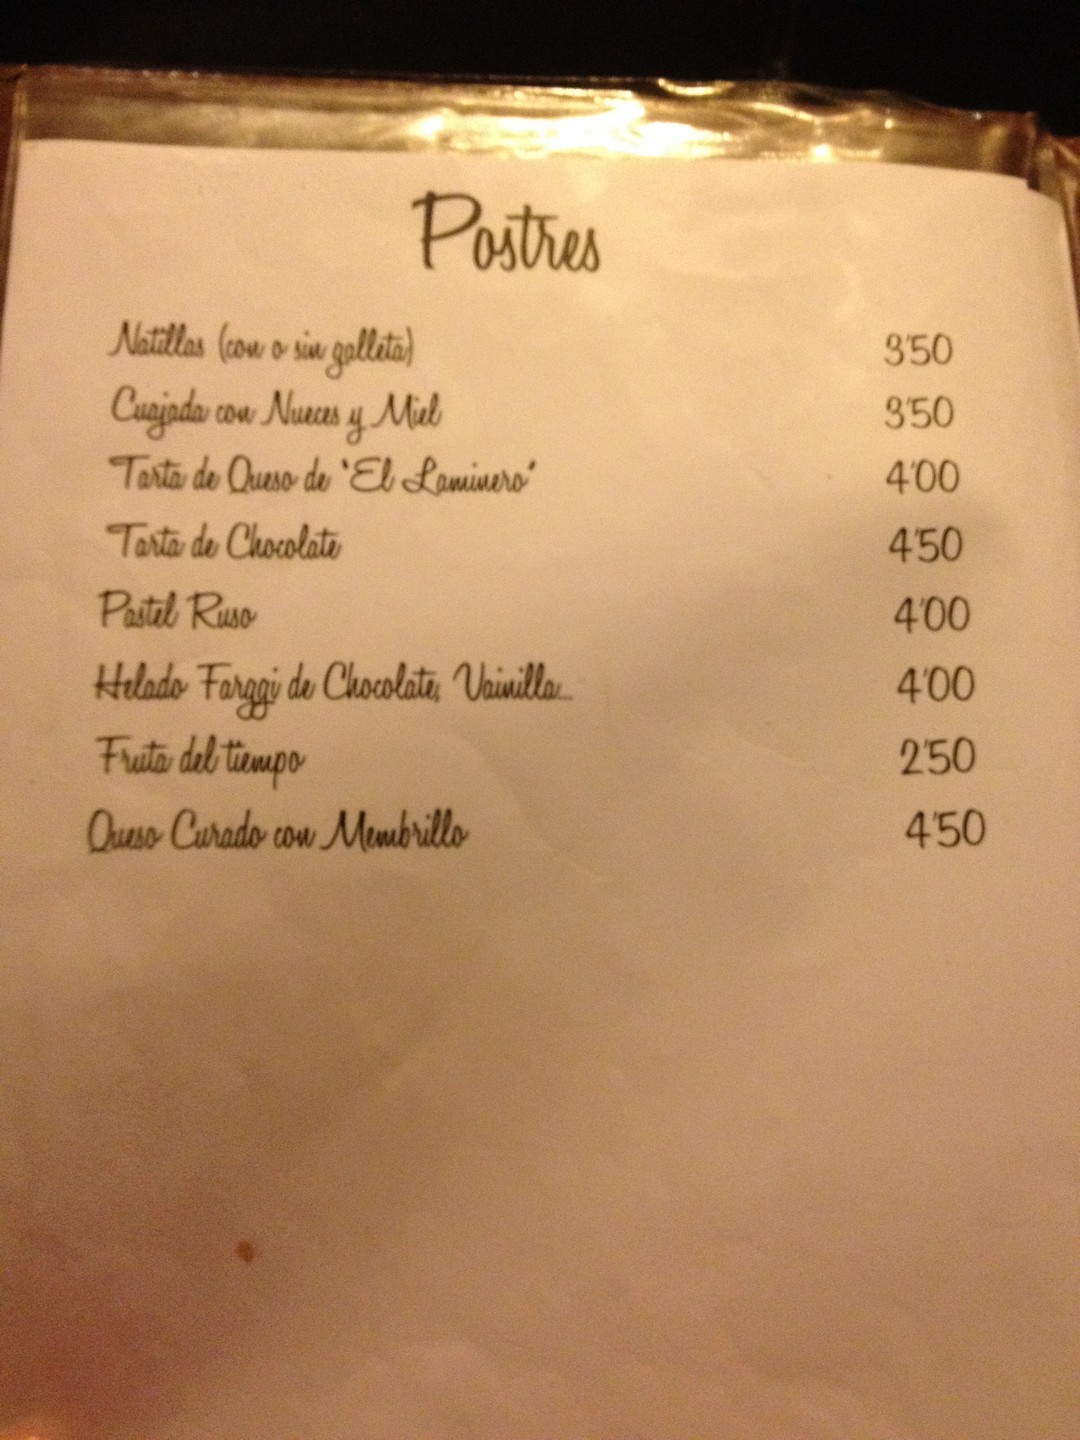 Postres
Natillas (con o sin galleta) 3'50
Cuajada con Nueces y Miel 3'50
Tarta de Queso de "El Laminero" 4'00
Tarta de Chocolate 4'50
Pastel Ruso 4'00
Helado Farggi de Chocolate, Vainilla... 4'00
Fruta del tiempo 2'50
Queso Curado con Membrillo 4'50